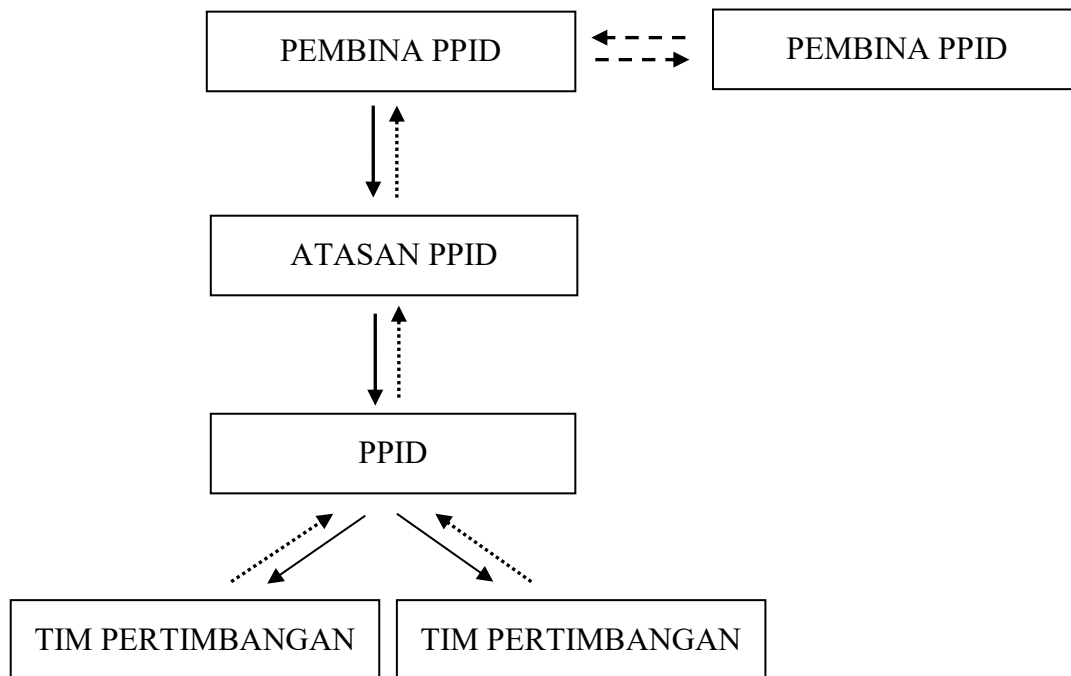 PEMBINA PPID
PEMBINA PPID
ATASAN PPID
PPID
TIM PERTIMBANGAN
TIM PERTIMBANGAN